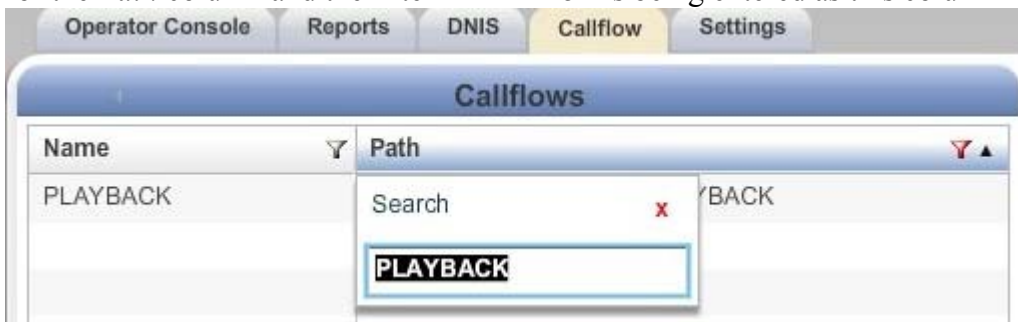 Operator Console Reports DNIS Callflow Settings
Callflows
Name Path
PLAYBACK
Search x
PLAYBACK